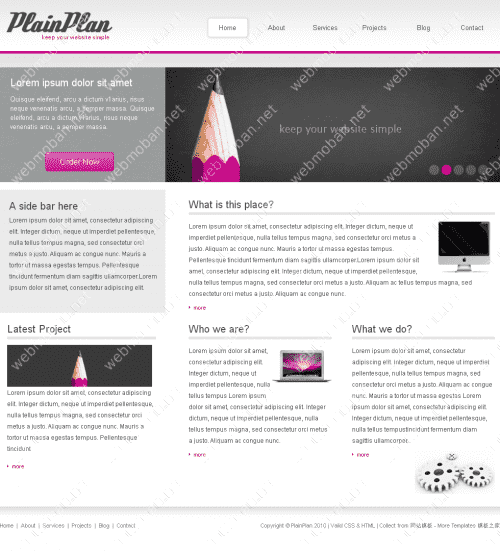 PlainPlan
keep your website simple
Home
About
Services
Projects
Blog
Contact
Lorem ipsum dolor sit amet
Quisque eleifend, arcu a dictum varius, risus
neque venenatis arcu, a semper massa. Quisque
eleifend, arcu a dictum varius, risus neque
venenatis arcu, a semper massa.
Order Now
keep your website simple
A side bar here
Lorem ipsum dolor sit amet, consectetur adipiscing
elit. Integer dictum, neque ut imperdiet pellentesque,
nulla tellus tempus magna, sed consectetur orci
metus a justo. Aliquam ac congue nunc. Mauris a
tortor ut massa egestas tempus. Pellentesque
tincidunt fermentum diam sagittis ullamcorper.Lorem
ipsum dolor sit amet, consectetur adipiscing elit.
What is this place?
Lorem ipsum dolor sit amet, consectetur adipiscing elit. Integer dictum, neque ut
imperdiet pellentesque, nulla tellus tempus magna, sed consectetur orci metus a
justo. Aliquam ac congue nunc. Mauris a tortor ut massa egestas tempus.
Pellentesque tincidunt fermentum diam sagittis ullamcorper.Lorem ipsum dolor sit
amet, consectetur adipiscing elit. Integer dictum, neque ut imperdiet pellentesque, nulla tellus tempus magna, sed
consectetur orci metus a justo. Aliquam ac congue nunc.
more
Latest Project
Lorem ipsum dolor sit amet, consectetur adipiscing
elit. Integer dictum, neque ut imperdiet pellentesque,
nulla tellus tempus magna, sed consectetur orci
metus a justo. Aliquam ac congue nunc. Mauris a
tortor ut massa egestas tempus. Pellentesque
tincidunt
more
Who we are?
Lorem ipsum dolor sit amet,
consectetur adipiscing elit.
Integer dictum, neque ut
imperdiet pellentesque, nulla
tellus tempus Lorem ipsum
dolor sit amet, consectetur adipiscing elit. Integer
dictum, neque ut imperdiet pellentesque, nulla tellus
tempus magna, sed consectetur orci metus a justo.
Aliquam ac congue nunc.
more
What we do?
Lorem ipsum dolor sit amet, consectetur
adipiscing elit. Integer dictum, neque ut imperdiet
pellentesque, nulla tellus tempus magna, sed
consectetur orci metus a justo. Aliquam ac
congue nunc. Mauris a tortor ut massa egestas
dolor sit amet, consectetur adipiscing elit. Integer
dictum, neque ut imperdiet pellentesque, nulla
tellus tempustincidunt fermentum diam sagittis
ullamcorper.
more
Home | About | Services | Projects | Blog | Contact
Copyright © PlainPlan 2010 | Valid CSS & HTML | Collect from 网站模板 - More Templates 模板之家
webmoban.net